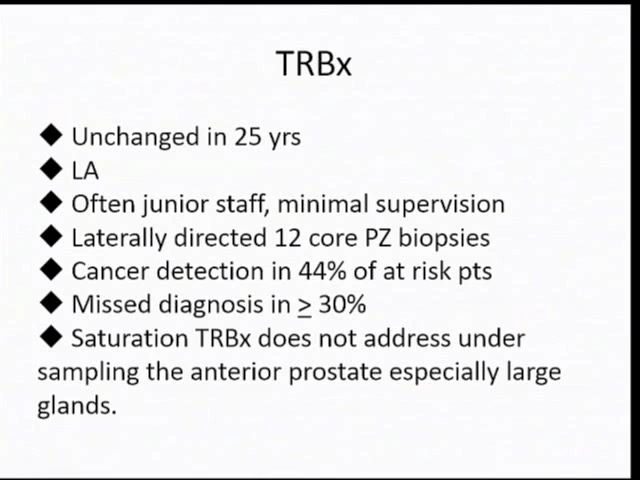 TRBx
◆ Unchanged in 25 yrs
◆ LA
◆ Often junior staff, minimal supervision
◆ Laterally directed 12 core PZ biopsies
◆ Cancer detection in 44% of at risk pts
◆ Missed diagnosis in ≥ 30%
◆ Saturation TRBx does not address under
sampling the anterior prostate especially large
glands.